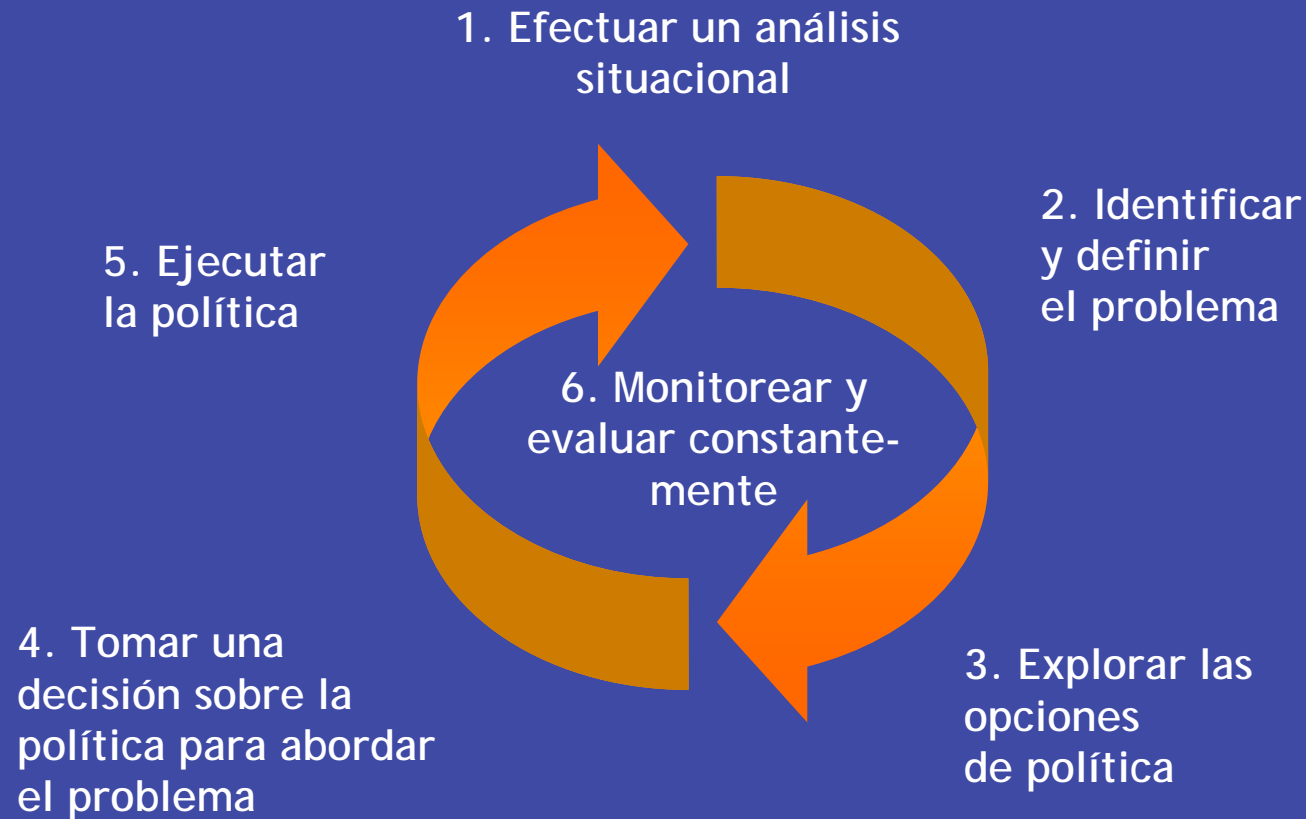 1. Efectuar un análisis
situacional
2. Identificar
y definir
el problema
3. Explorar las
opciones
de política
4. Tomar una
decisión sobre la
política para abordar
el problema
5. Ejecutar
la política
6. Monitorear y
evaluar constante-
mente